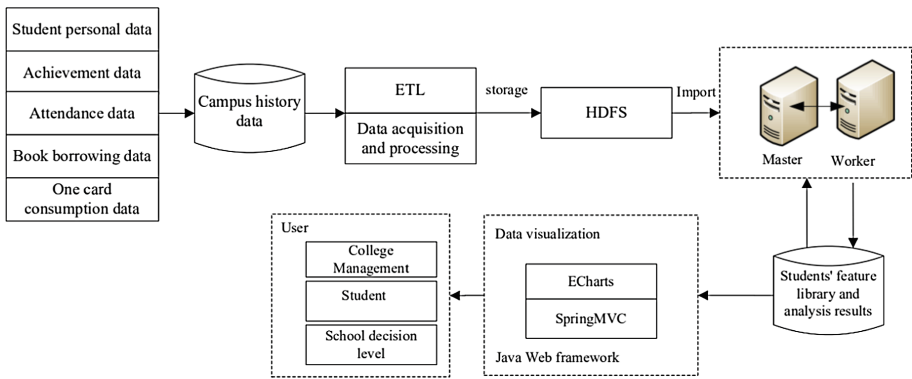 Student personal data
Achievement data
Attendance data
Book borrowing data
One card
consumption data
Campus history
data
ETL
Data acquisition
and processing
storage
HDFS
Import
Master
Worker
User
College
Management
Student
School decision
level
Data visualization
ECharts
SpringMVC
Java Web framework
Students' feature
library and
analysis results